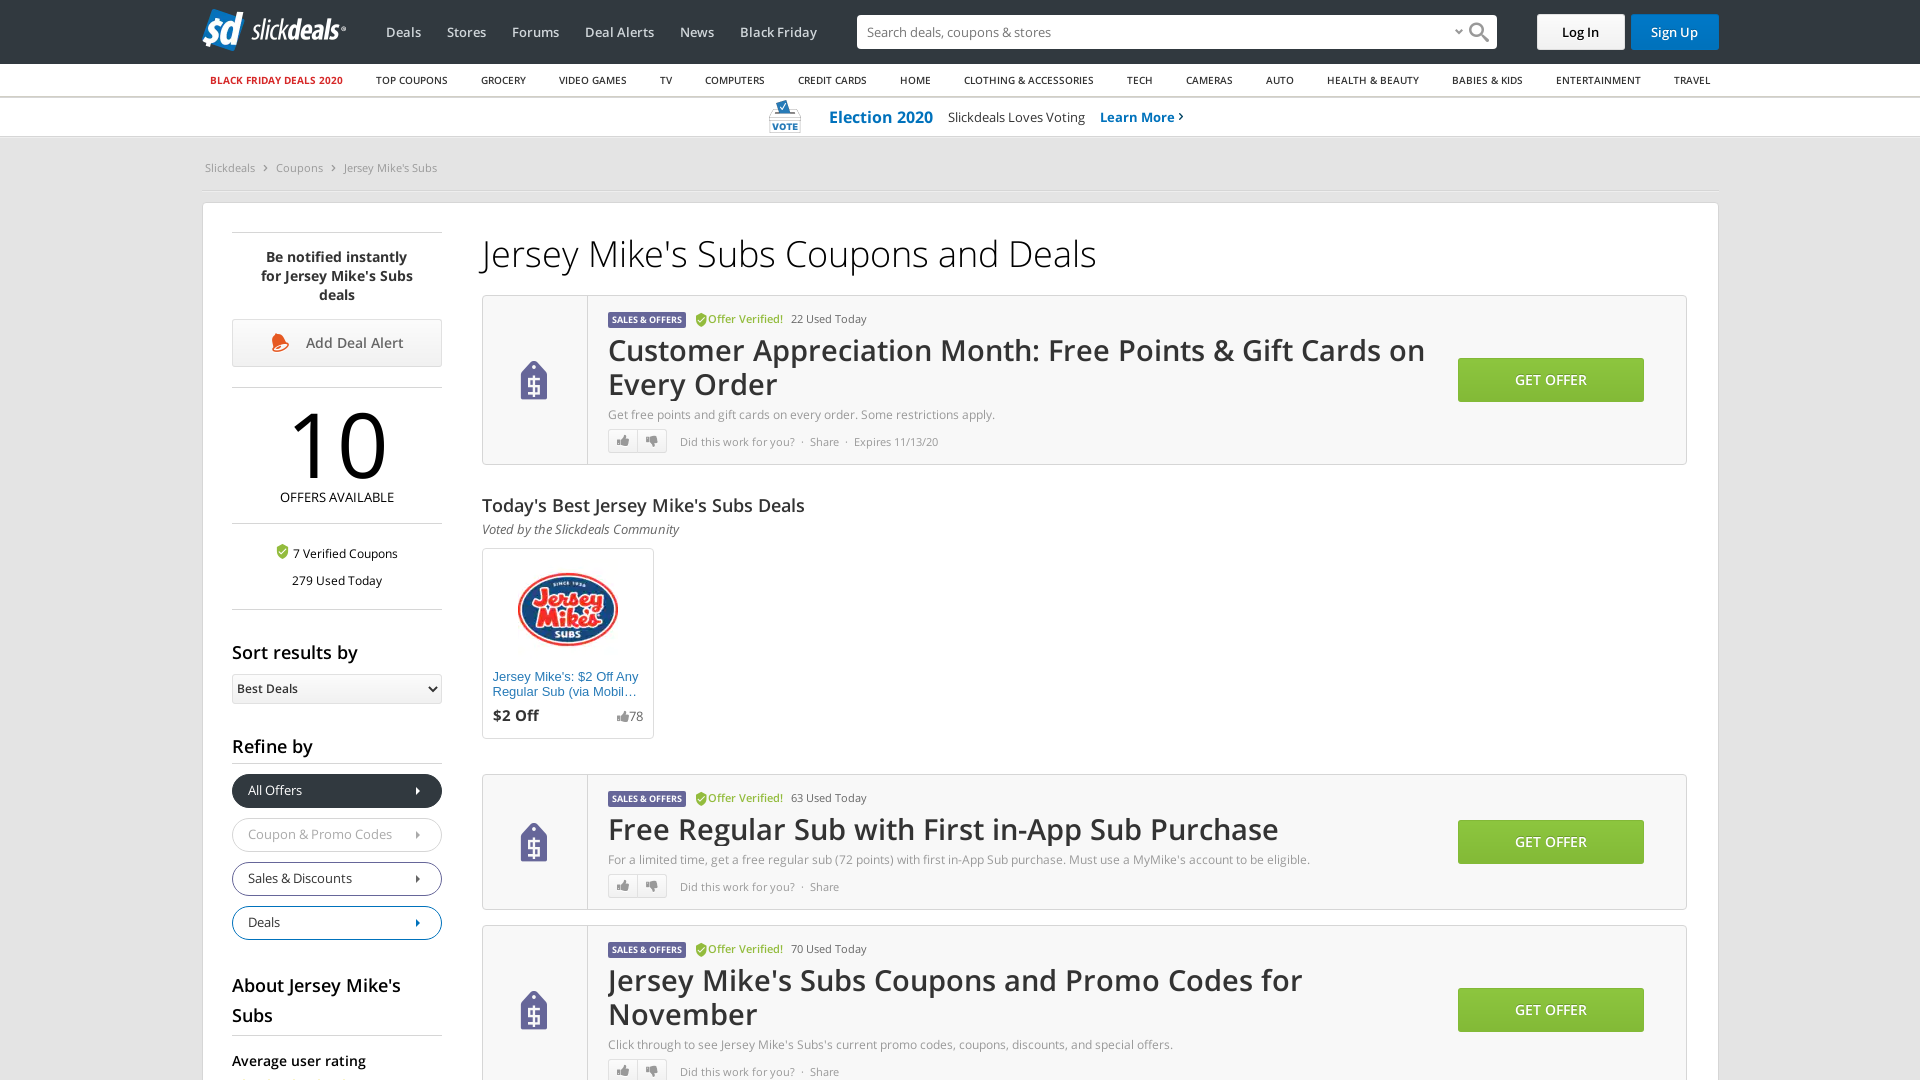 sd slickdeals
Deals
Stores
Forums
Deal Alerts
News
Black Friday
Search deals, coupons & stores
Log In
Sign Up
BLACK FRIDAY DEALS 2020
TOP COUPONS
GROCERY
VIDEO GAMES
TV
COMPUTERS
CREDIT CARDS
HOME
CLOTHING & ACCESSORIES
TECH
CAMERAS
AUTO
HEALTH & BEAUTY
BABIES & KIDS
ENTERTAINMENT
TRAVEL
VOTE
Election 2020 Slickdeals Loves Voting Learn More
Slickdeals
Coupons
Jersey Mike's Subs
Be notified instantly
for Jersey Mike's Subs
deals
Add Deal Alert
10
OFFERS AVAILABLE
7 Verified Coupons
279 Used Today
Sort results by
Best Deals
Refine by
All Offers
Coupon & Promo Codes
Sales & Discounts
Deals
About Jersey Mike's
Subs
Average user rating
Jersey Mike's Subs Coupons and Deals
SALES & OFFERS Offer Verified! 22 Used Today
Customer Appreciation Month: Free Points & Gift Cards on
Every Order
Get free points and gift cards on every order. Some restrictions apply.
Did this work for you? · Share · Expires 11/13/20
GET OFFER
Today's Best Jersey Mike's Subs Deals
Voted by the Slickdeals Community
SINCE 1956
Jersey
Mike's
SUBS
Jersey Mike's: $2 Off Any
Regular Sub (via Mobil…
$2 Off
78
SALES & OFFERS Offer Verified! 63 Used Today
Free Regular Sub with First in-App Sub Purchase
For a limited time, get a free regular sub (72 points) with first in-App Sub purchase. Must use a MyMike's account to be eligible.
Did this work for you? · Share
GET OFFER
SALES & OFFERS Offer Verified! 70 Used Today
Jersey Mike's Subs Coupons and Promo Codes for
November
Click through to see Jersey Mike's Subs's current promo codes, coupons, discounts, and special offers.
Did this work for you? · Share
GET OFFER